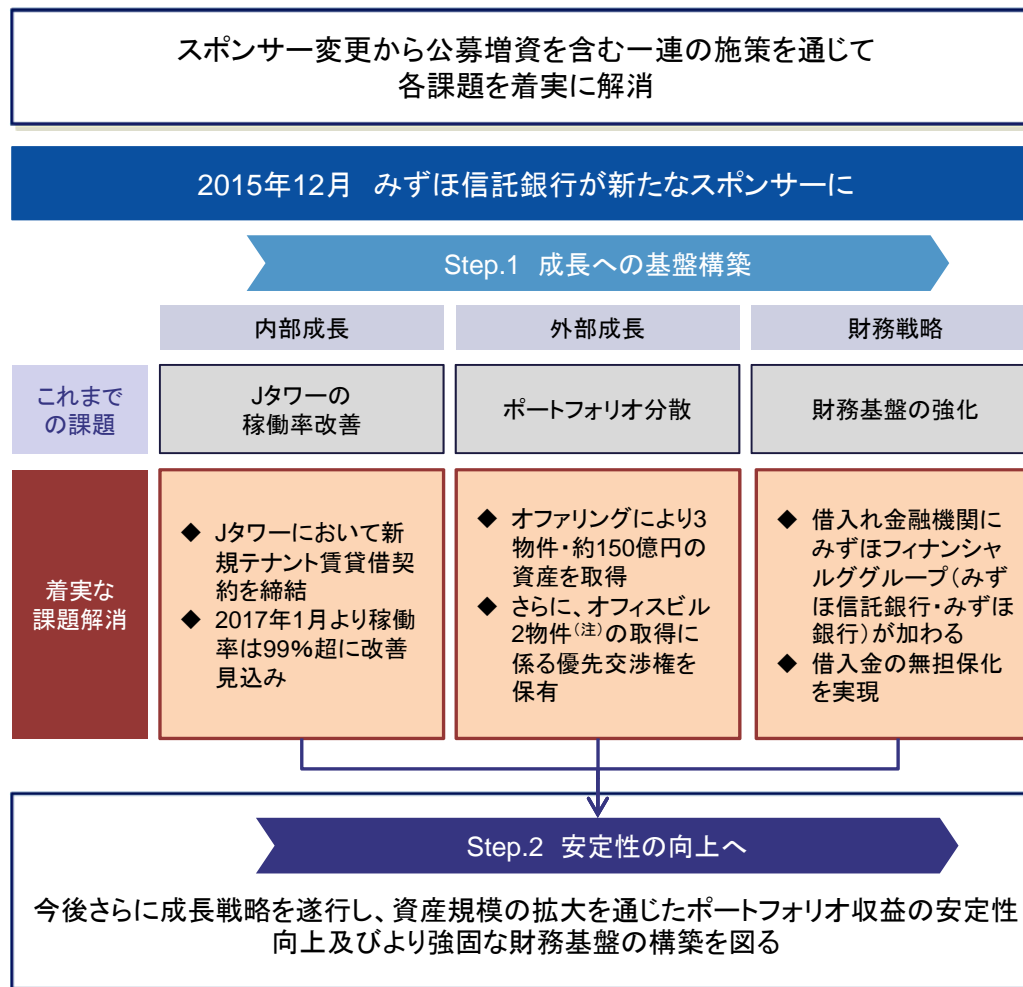 スポンサー変更から公募増資を含む一連の施策を通じて
各課題を着実に解消
2015年12月 みずほ信託銀行が新たなスポンサーに
Step.1 成長への基盤構築
内部成長
外部成長
財務戦略
これまで
の課題
Jタワーの
稼働率改善
ポートフォリオ分散
財務基盤の強化
着実な
課題解消
◆ Jタワーにおいて新
規テナント賃貸借契
約を締結
◆ 2017年1月より稼働
率は99%超に改善
見込み
◆ オファリングにより3
物件・約150億円の
資産を取得
◆ さらに、オフィスビル
2物件(注)の取得に
係る優先交渉権を
保有
◆ 借入れ金融機関に
みずほフィナンシャ
ルググループ(みず
ほ信託銀行・みずほ
銀行)が加わる
◆ 借入金の無担保化
を実現
Step.2 安定性の向上へ
今後さらに成長戦略を遂行し、資産規模の拡大を通じたポートフォリオ収益の安定性
向上及びより強固な財務基盤の構築を図る